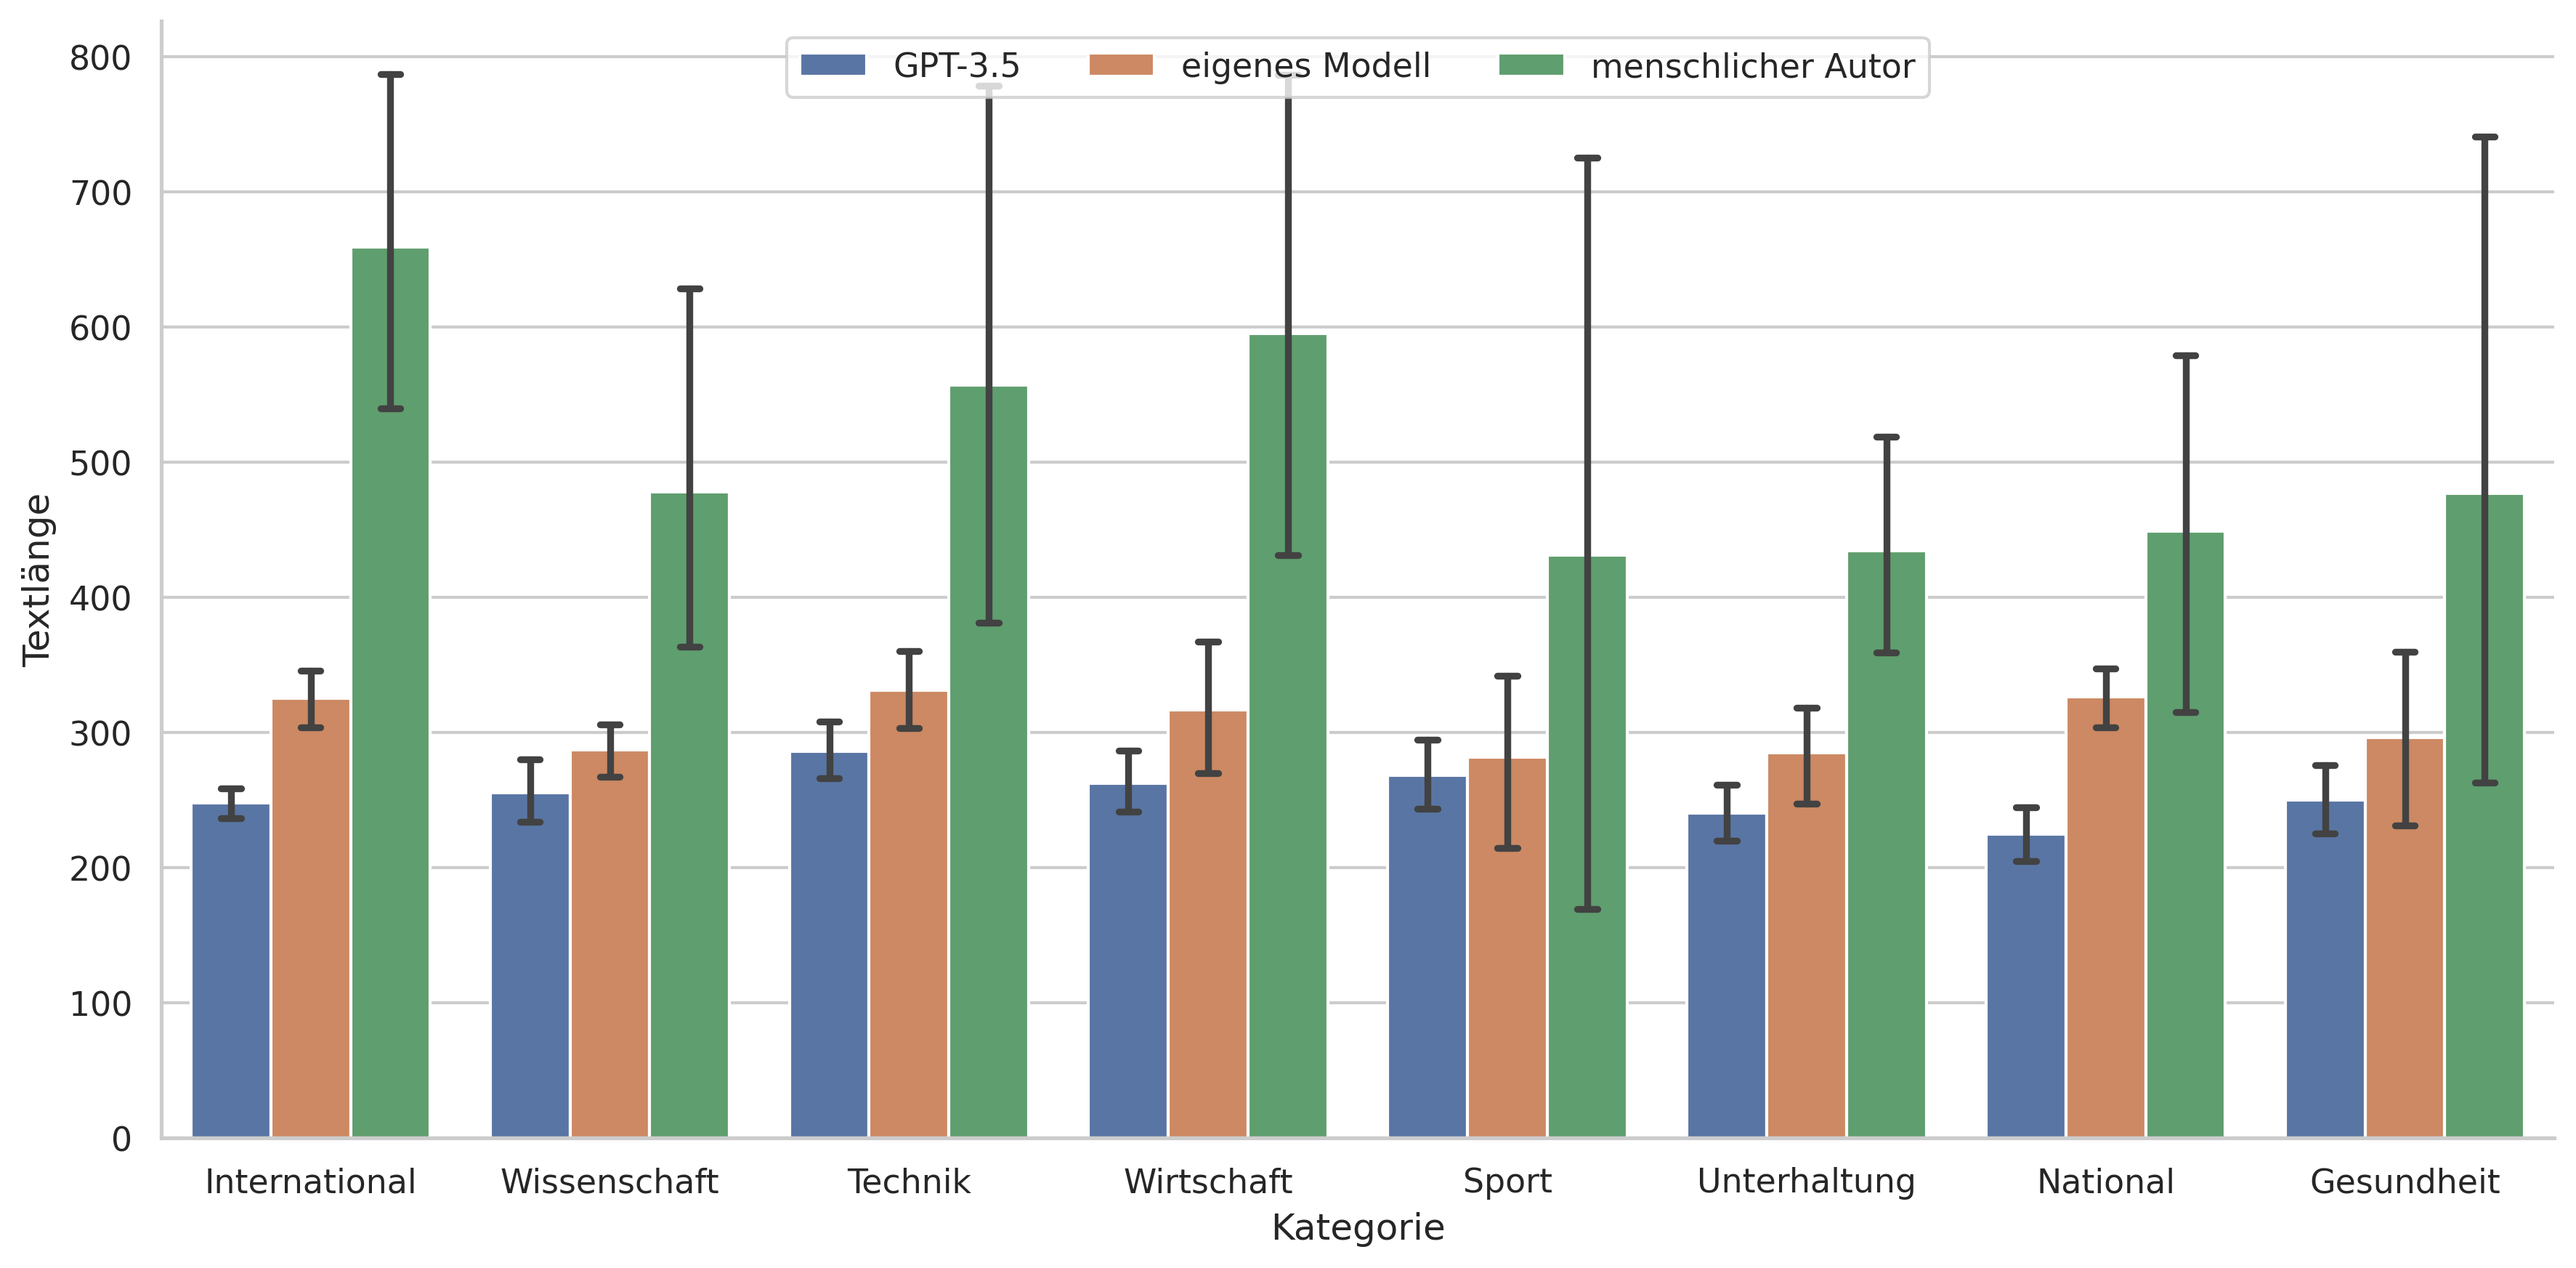 GPT-3.5 eigenes Modell menschlicher Autor
800
700
600
500
400
300
200
100
0
Textlänge
International Wissenschaft Technik Wirtschaft Sport Unterhaltung National Gesundheit
Kategorie